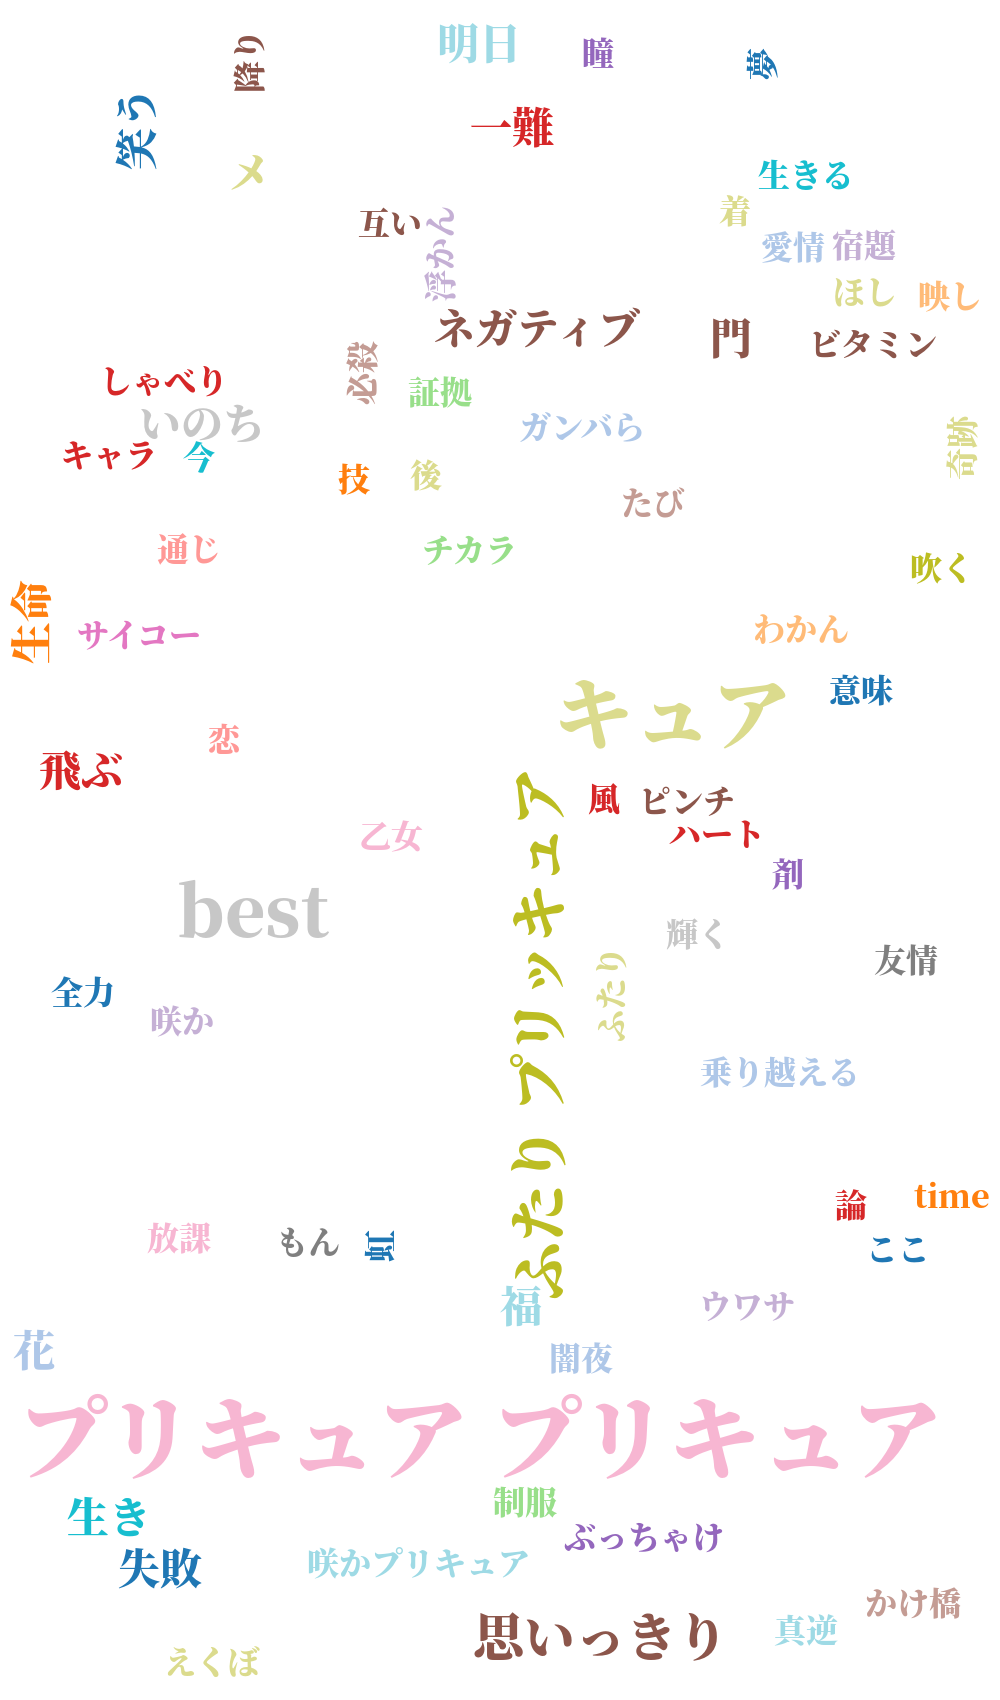 明日
瞳
降り
夢
笑う
一難
メ
生きる
着
互い
浮かん
愛情
宿題
ほし
映し
ネガティブ
門
ビタミン
必殺
しゃべり
証拠
いのち
ガンバら
キャラ
今
奇跡
技
後
たび
通じ
チカラ
吹く
生命
サイコー
わかん
意味
キュア
恋
飛ぶ
風
ピンチ
ハート
乙女
剤
best
ふたり プリッキュア
輝く
ふたり
友情
全力
咲か
乗り越える
論
time
放課
もん
虹
ここ
福
ウワサ
花
闇夜
プリキュア プリキュア
生き
制服
ぶっちゃけ
失敗
咲かプリキュア
思いっきり
かけ橋
真逆
えくぼ